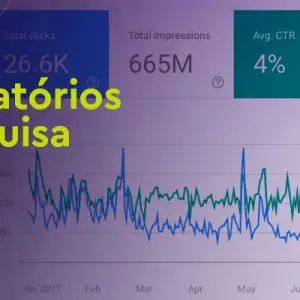 Total clicks
Total impressions
Avg. CTR
26.6K
665M
4%
atórios
uisa
Jan 2017
Feb
Mar
Apr
May
Ju